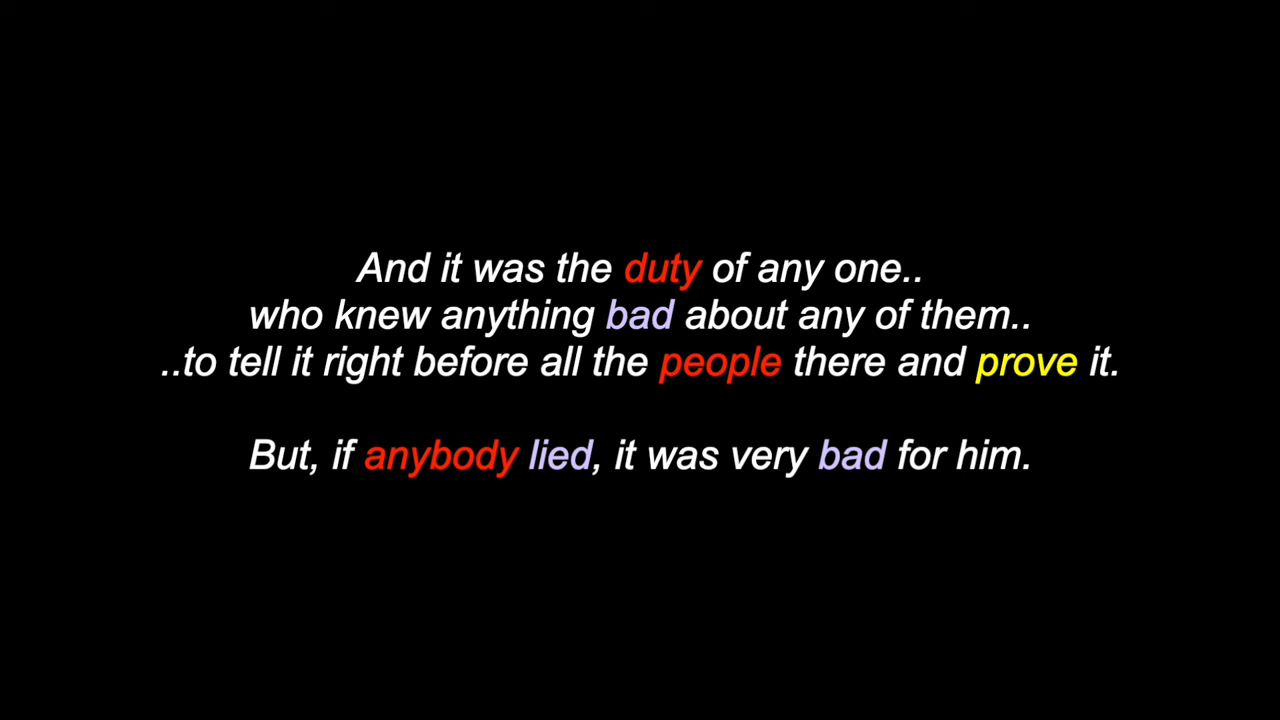 And it was the duty of any one..
who knew anything bad about any of them..
..to tell it right before all the people there and prove it.
But, if anybody lied, it was very bad for him.